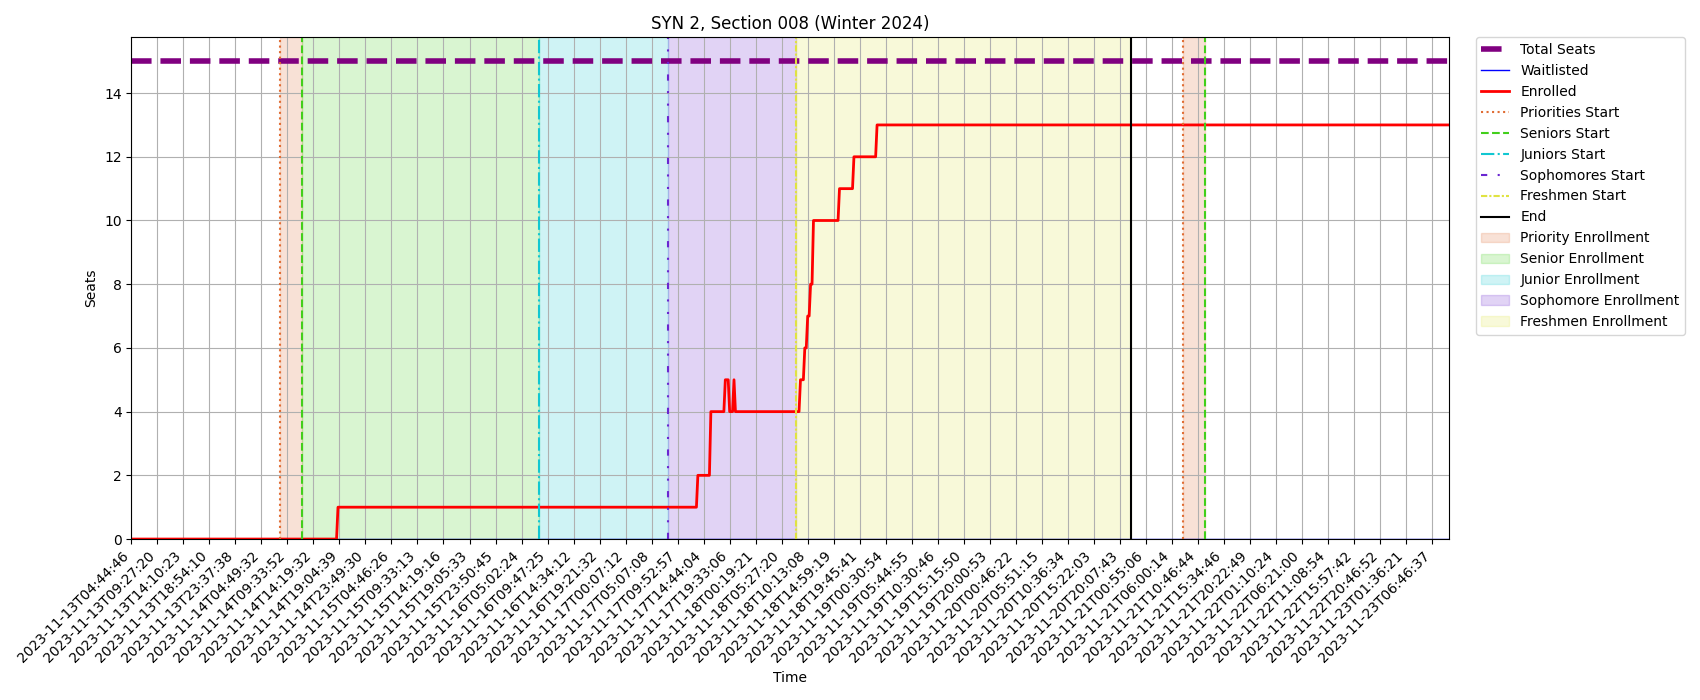 SYN 2, Section 008 (Winter 2024)
Total Seats
Waitlisted
Enrolled
Priorities Start
Seniors Start
Juniors Start
Sophomores Start
Freshmen Start
End
Priority Enrollment
Senior Enrollment
Junior Enrollment
Sophomore Enrollment
Freshmen Enrollment
Seats
14
12
10
8
6
4
2
0
2023-11-13T04:44:46
2023-11-13T09:27:20
2023-11-13T14:10:23
2023-11-13T18:54:10
2023-11-13T23:37:38
2023-11-14T04:49:32
2023-11-14T09:33:52
2023-11-14T14:19:32
2023-11-14T19:04:39
2023-11-14T23:49:30
2023-11-15T04:46:26
2023-11-15T09:33:13
2023-11-15T14:19:16
2023-11-15T19:05:33
2023-11-15T23:50:45
2023-11-16T05:02:24
2023-11-16T09:47:25
2023-11-16T14:34:12
2023-11-16T19:21:32
2023-11-17T00:07:12
2023-11-17T05:07:08
2023-11-17T09:52:57
2023-11-17T14:44:04
2023-11-17T19:33:06
2023-11-18T00:19:21
2023-11-18T05:27:20
2023-11-18T10:13:08
2023-11-18T14:59:19
2023-11-18T19:45:41
2023-11-19T00:30:54
2023-11-19T05:44:55
2023-11-19T10:30:46
2023-11-19T15:15:50
2023-11-19T20:00:53
2023-11-20T00:46:22
2023-11-20T05:51:15
2023-11-20T10:36:34
2023-11-20T15:22:03
2023-11-20T20:07:43
2023-11-21T00:55:06
2023-11-21T06:00:14
2023-11-21T10:46:44
2023-11-21T15:34:46
2023-11-21T20:22:49
2023-11-22T01:10:24
2023-11-22T06:21:00
2023-11-22T11:08:54
2023-11-22T15:57:42
2023-11-22T20:46:52
2023-11-23T01:36:21
2023-11-23T06:46:37
Time